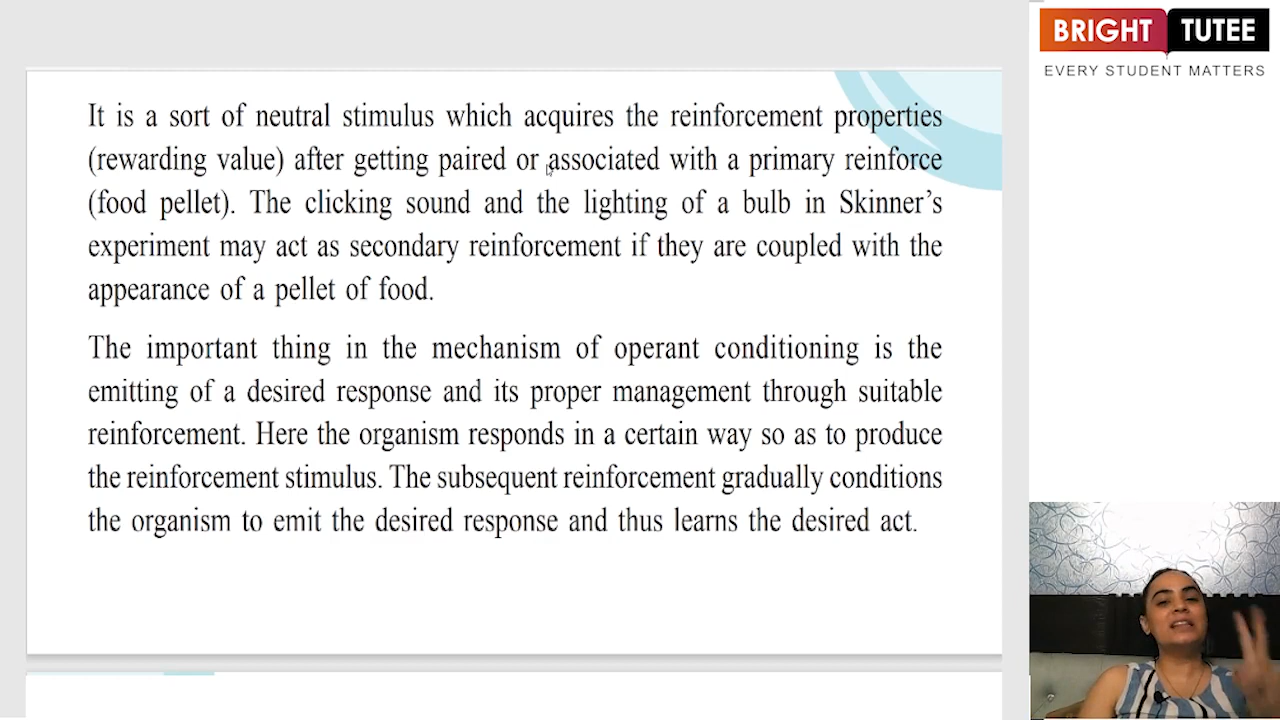 BRIGHT TUTEE
EVERY STUDENT MATTERS
It is a sort of neutral stimulus which acquires the reinforcement properties
(rewarding value) after getting paired or associated with a primary reinforce
(food pellet). The clicking sound and the lighting of a bulb in Skinner's
experiment may act as secondary reinforcement if they are coupled with the
appearance of a pellet of food.
The important thing in the mechanism of operant conditioning is the
emitting of a desired response and its proper management through suitable
reinforcement. Here the organism responds in a certain way so as to produce
the reinforcement stimulus. The subsequent reinforcement gradually conditions
the organism to emit the desired response and thus learns the desired act.